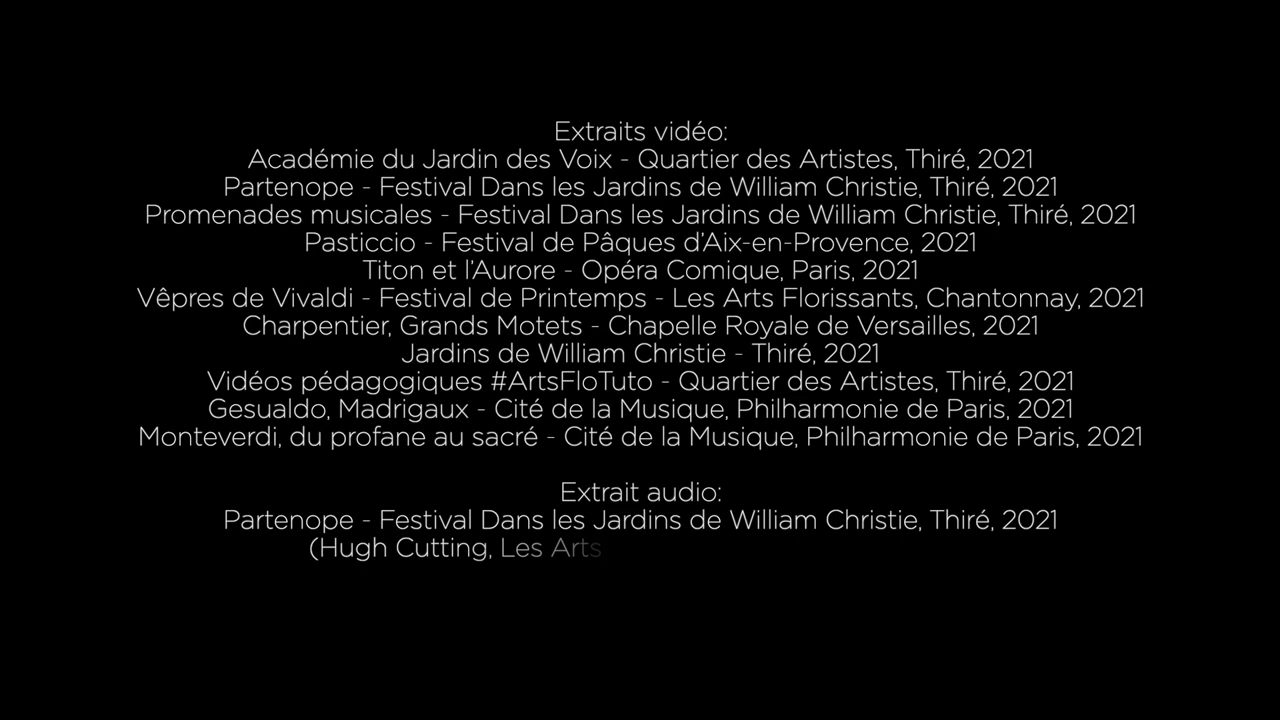 Extraits vidéo:
Académie du Jardin des Voix - Quartier des Artistes, Thiré, 2021
Partenope - Festival Dans les Jardins de William Christie, Thiré, 2021
Promenades musicales - Festival Dans les Jardins de William Christie, Thiré, 2021
Pasticcio - Festival de Pâques d'Aix-en-Provence, 2021
Titon et l'Aurore - Opéra Comique, Paris, 2021
Vêpres de Vivaldi - Festival de Printemps - Les Arts Florissants, Chantonnay, 2021
Charpentier, Grands Motets - Chapelle Royale de Versailles, 2021
Jardins de William Christie - Thiré, 2021
Vidéos pédagogiques #ArtsFloTuto - Quartier des Artistes, Thiré, 2021
Gesualdo, Madrigaux - Cité de la Musique, Philharmonie de Paris, 2021
Monteverdi, du profane au sacré - Cité de la Musique, Philharmonie de Paris, 2021
Extrait audio:
Partenope - Festival Dans les Jardins de William Christie, Thiré, 2021
(Hugh Cutting, Les Arts